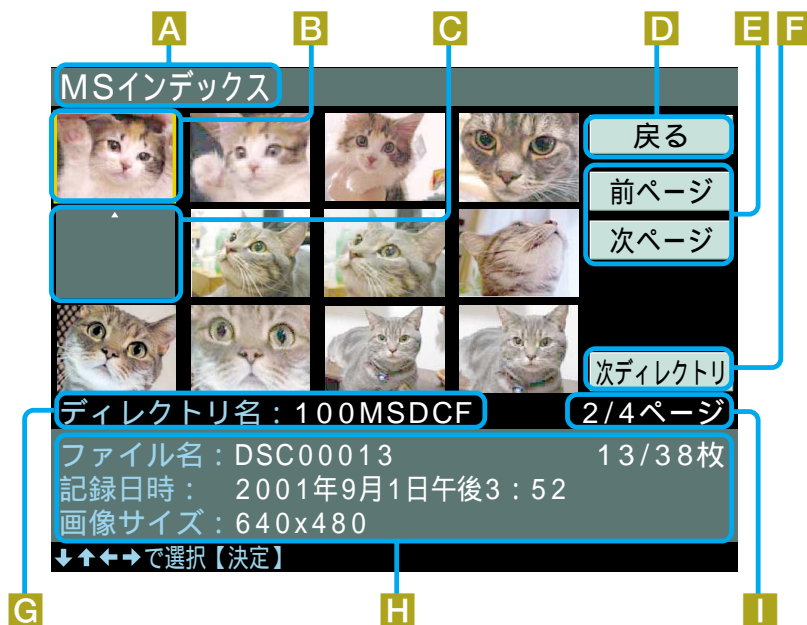 A B C D E F
MSインデックス
戻る
前ページ
次ページ
次ディレクトリ
ディレクトリ名：100MSDCF 2/4ページ
ファイル名：DSC00013 13/38枚
記録日時： 2001年9月1日午後3：52
画像サイズ：640x480
↓↑←→で選択【決定】
G H I